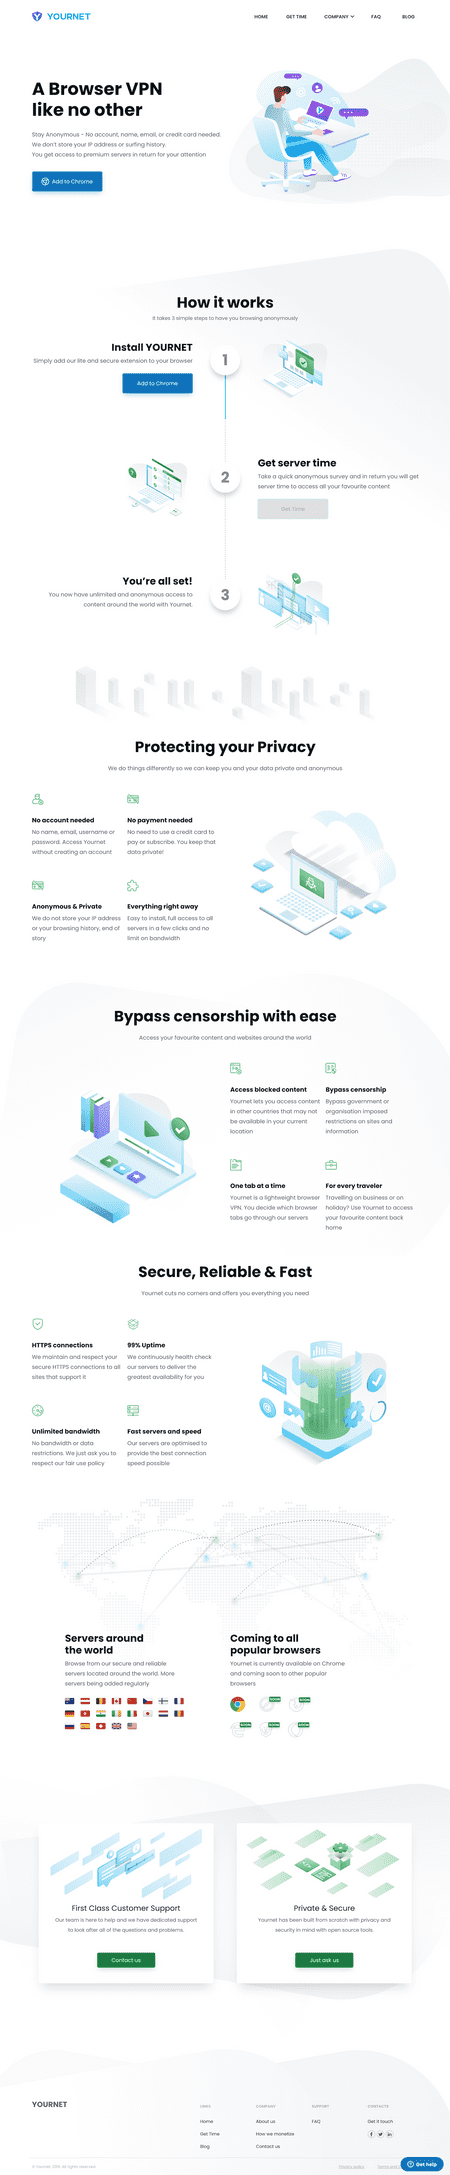 YOURNET
HOME GET TIME COMPANY FAQ BLOG
A Browser VPN
like no other
Stay Anonymous - No account, name, email, or credit card needed.
We don't store your IP address or surfing history.
You get access to premium servers in return for your attention
Add to Chrome
How it works
It takes 3 simple steps to have you browsing anonymously
Install YOURNET
Simply add our lite and secure extension to your browser
Add to Chrome
1
Get server time
Take a quick anonymous survey and in return you will get
server time to access all your favourite content
Get Time
2
You're all set!
You now have unlimited and anonymous access to
content around the world with Yournet.
3
Protecting your Privacy
We do things differently so we can keep you and your data private and anonymous
No account needed
No name, email, username or
password. Access Yournet
without creating an account
No payment needed
No need to use a credit card to
pay or subscribe. You keep that
data private!
Anonymous & Private
We do not store your IP address
or your browsing history, end of
story
Everything right away
Easy to install, full access to all
servers in a few clicks and no
limit on bandwidth
Bypass censorship with ease
Access your favourite content and websites around the world
Access blocked content
Yournet lets you access content
in other countries that may not
be available in your current
location
Bypass censorship
Bypass government or
organisation imposed
restrictions on sites and
information
One tab at a time
Yournet is a lightweight browser
VPN. You decide which browser
tabs go through our servers
For every traveler
Travelling on business or on
holiday? Use Yournet to access
your favourite content back
home
Secure, Reliable & Fast
Yournet cuts no corners and offers you everything you need
HTTPS connections
We maintain and respect your
secure HTTPS connections to all
sites that support it
99% Uptime
We continuously health check
our servers to deliver the
greatest availability for you
Unlimited bandwidth
No bandwidth or data
restrictions. We just ask you to
respect our fair use policy
Fast servers and speed
Our servers are optimised to
provide the best connection
speed possible
Servers around
the world
Browse from our secure and reliable
servers located around the world. More
servers being added regularly
Coming to all
popular browsers
Yournet is currently available on Chrome
and coming soon to other popular
browsers
SOON SOON
SOON SOON SOON
First Class Customer Support
Our team is here to help and we have dedicated support
to look after all of the questions and problems.
Contact us
Private & Secure
Yournet has been built from scratch with privacy and
security in mind with open source tools.
Just ask us
YOURNET
LINKS
Home
Get Time
Blog
COMPANY
About us
How we monetise
Contact us
SUPPORT
FAQ
CONTACTS
Get it touch
© Yournet, 2019. All rights reserved.
Privacy policy
Terms and
Get help